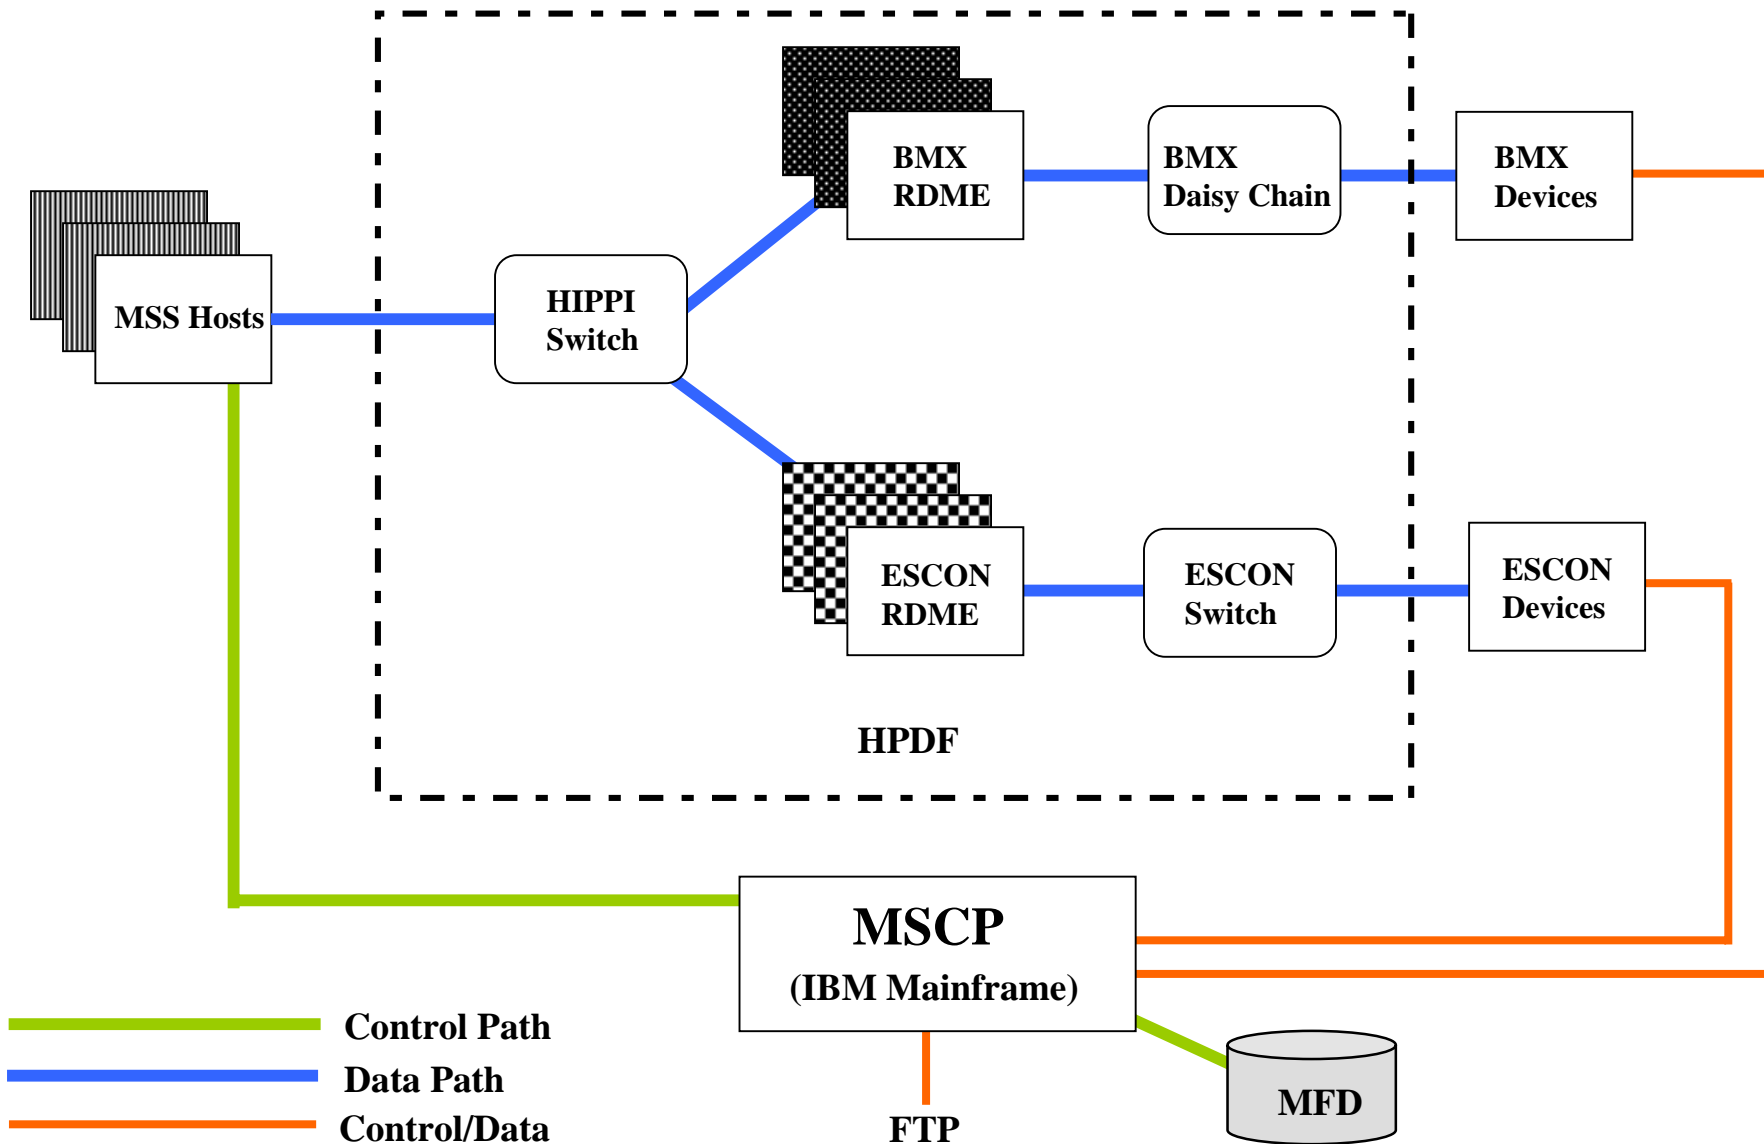 BMX
RDME
BMX
Daisy Chain
BMX
Devices
MSS Hosts
HIPPI
Switch
ESCON
RDME
ESCON
Switch
ESCON
Devices
HPDF
MSCP
(IBM Mainframe)
Control Path
Data Path
Control/Data
FTP
MFD